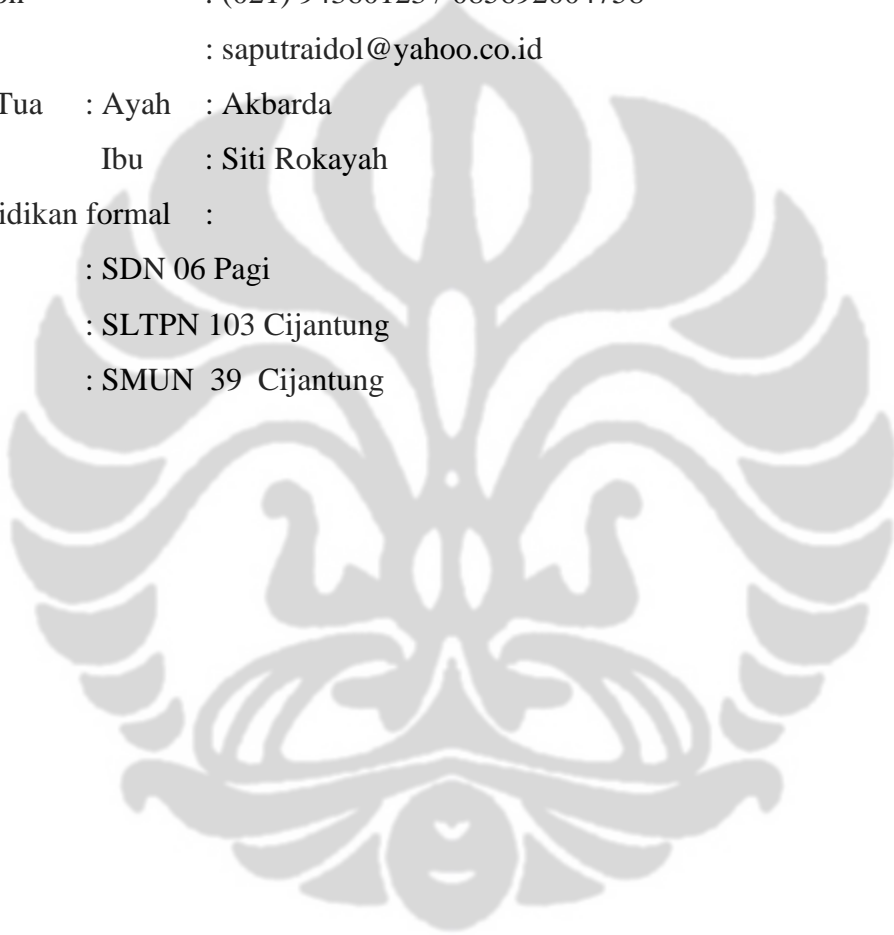 : saputraidol@yahoo.co.id
Tua : Ayah : Akbarda
Ibu : Siti Rokayah
formal :
: SDN 06 Pagi
: SLTPN 103 Cijantung
: SMUN 39 Cijantung